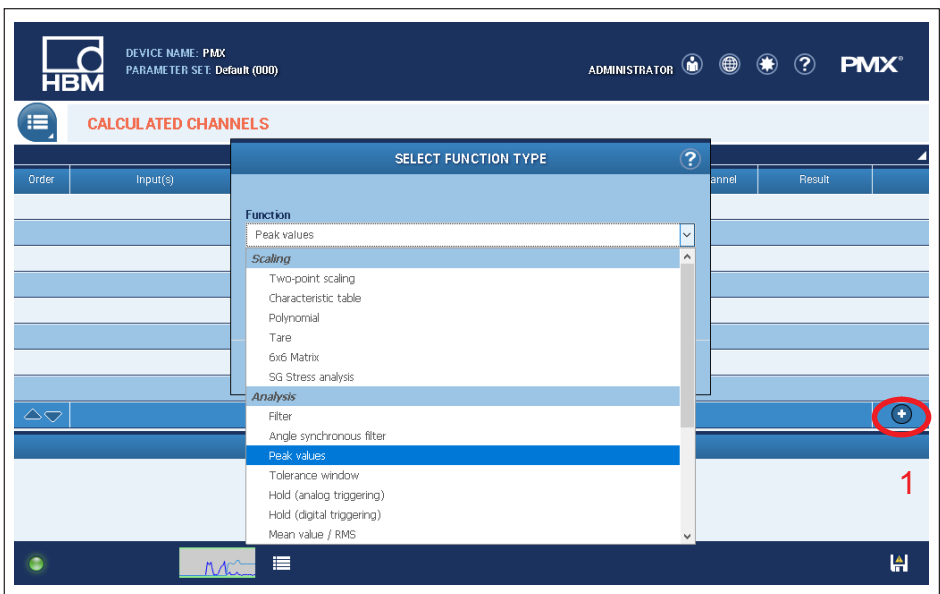 HBM
DEVICE NAME: PMX
PARAMETER SET: Default (000)
ADMINISTRATOR
?
PMX°
CALCULATED CHANNELS
SELECT FUNCTION TYPE
?
Order
Input(s)
annel
Result
Function
Peak values
Scaling
Two-point scaling
Characteristic table
Polynomial
Tare
6x6 Matrix
SG Stress analysis
Analysis
Filter
Angle synchronous filter
Peak values
Tolerance window
Hold (analog triggering)
Hold (digital triggering)
Mean value / RMS
1